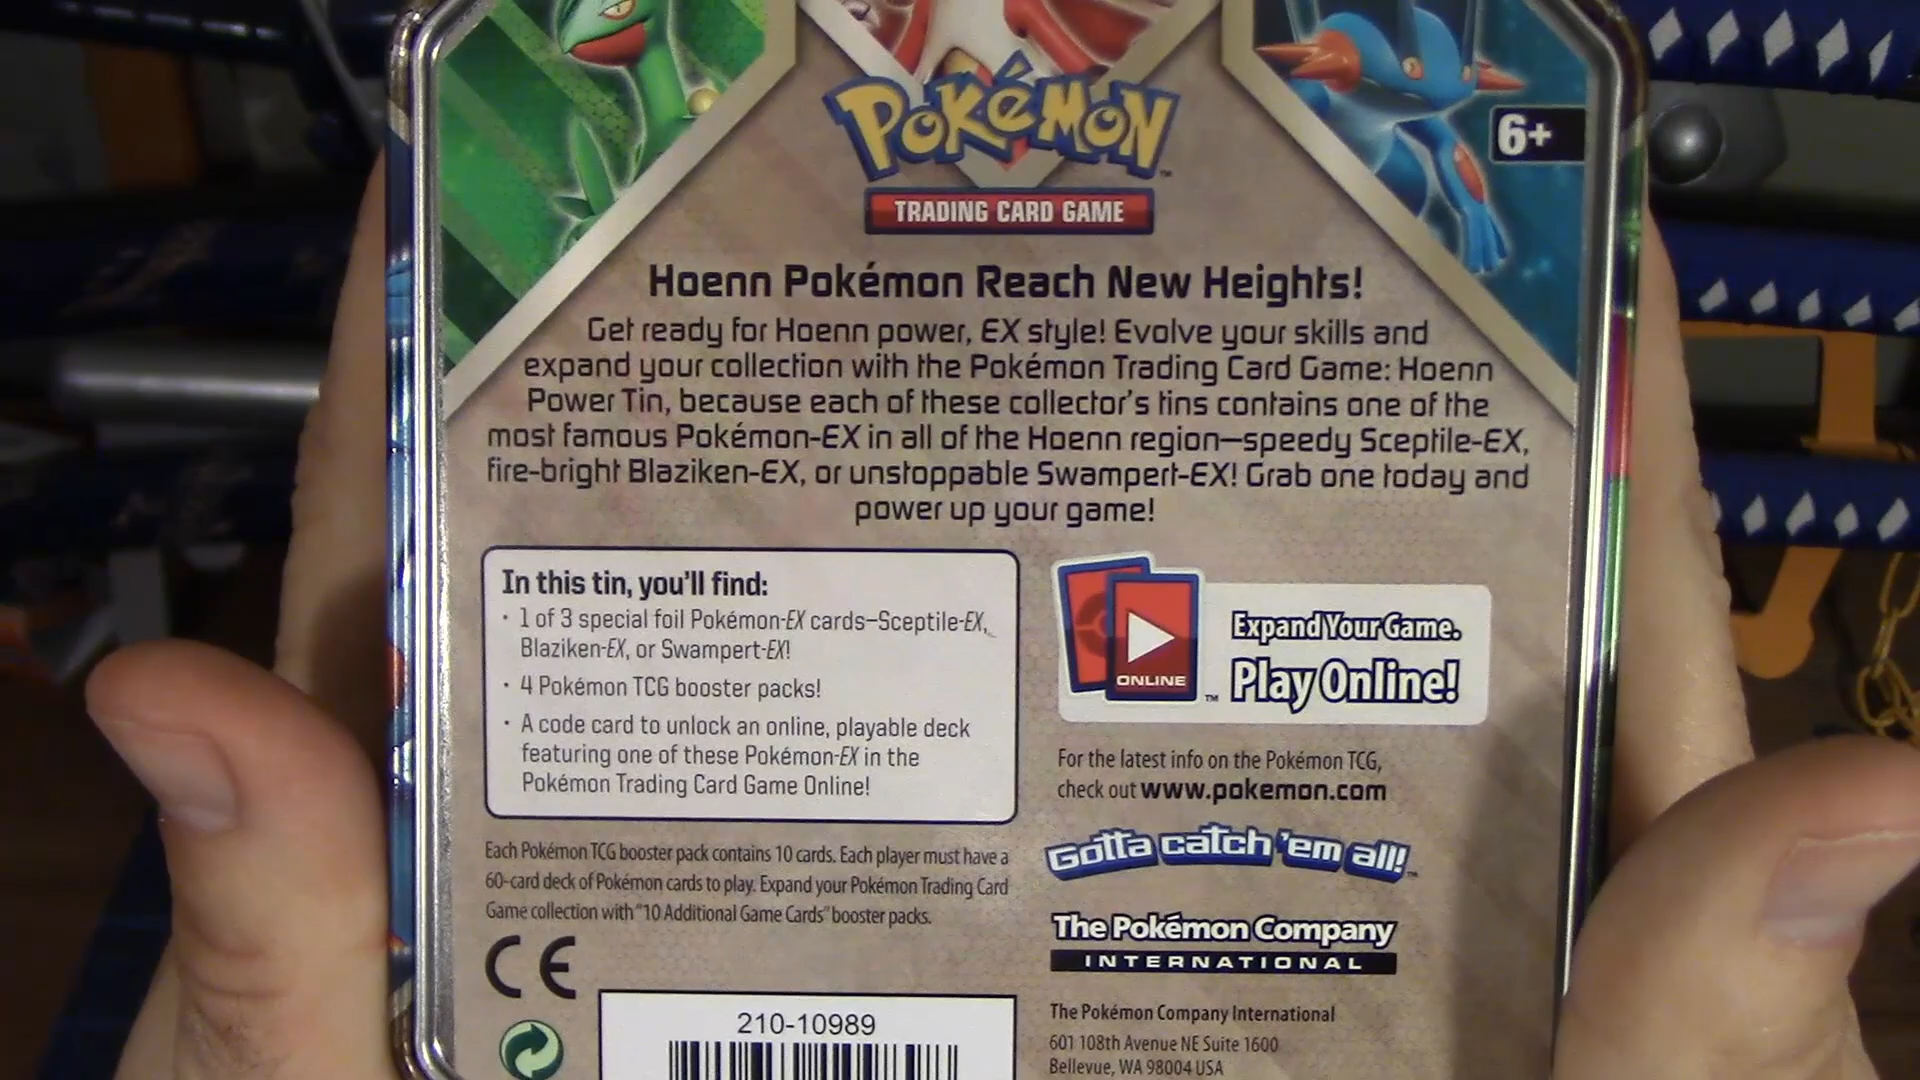 POKéMON
TRADING CARD GAME
6+
Hoenn Pokémon Reach New Heights!
Get ready for Hoenn power, EX style! Evolve your skills and
expand your collection with the Pokémon Trading Card Game: Hoenn
Power Tin, because each of these collector's tins contains one of the
most famous Pokémon-EX in all of the Hoenn region—speedy Sceptile-EX,
fire-bright Blaziken-EX, or unstoppable Swampert-EX! Grab one today and
power up your game!
In this tin, you'll find:
• 1 of 3 special foil Pokémon-EX cards—Sceptile-EX,
Blaziken-EX, or Swampert-EX!
• 4 Pokémon TCG booster packs!
• A code card to unlock an online, playable deck
featuring one of these Pokémon-EX in the
Pokémon Trading Card Game Online!
Each Pokémon TCG booster pack contains 10 cards. Each player must have a
60-card deck of Pokémon cards to play. Expand your Pokémon Trading Card
Game collection with "10 Additional Game Cards" booster packs.
CE
210-10989
ONLINE
Expand Your Game.
Play Online!
For the latest info on the Pokémon TCG,
check out www.pokemon.com
Gotta catch 'em all!
The Pokémon Company
INTERNATIONAL
The Pokémon Company International
601 108th Avenue NE Suite 1600
Bellevue, WA 98004 USA